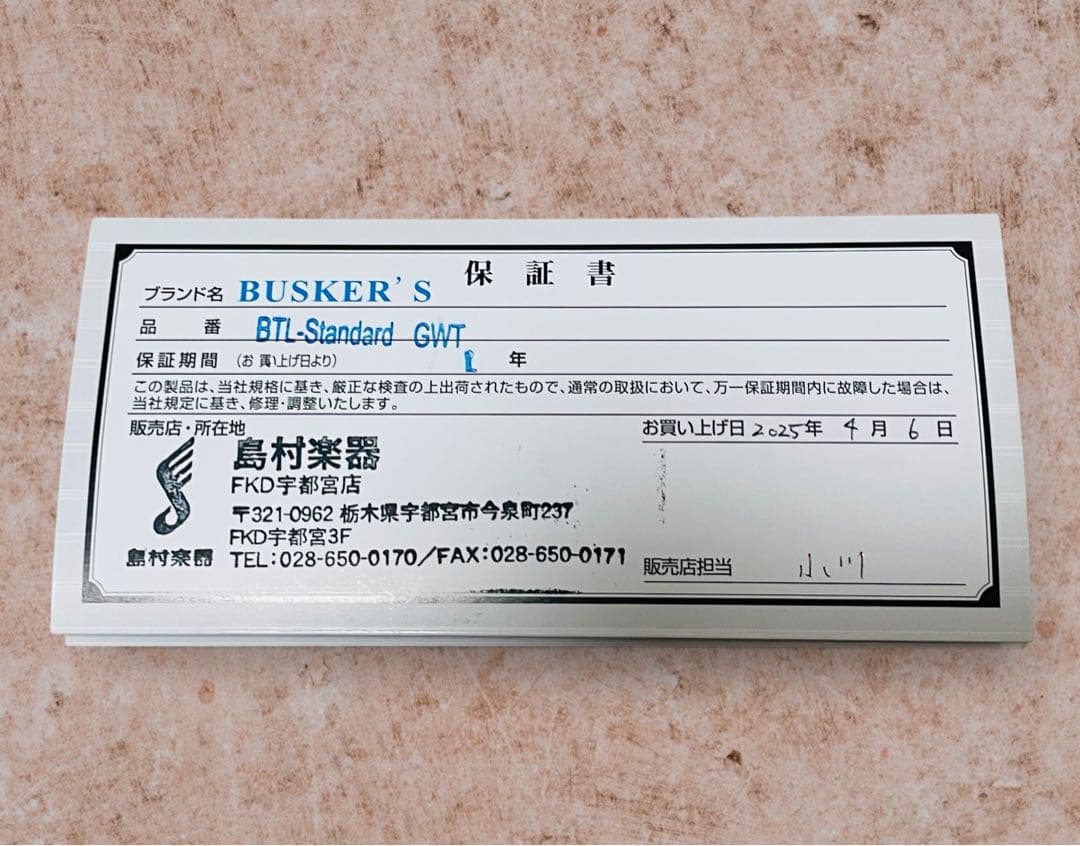 保証書
ブランド名 BUSKER'S
品番 BTL-Standard GWT
保証期間 (お買い上げ日より) 1 年
この製品は、当社規格に基き、厳正な検査の上出荷されたもので、通常の取扱において、万一保証期間内に故障した場合は、
当社規定に基き、修理・調整いたします。
販売店・所在地
お買い上げ日 2025年 4月 6日
島村楽器
FKD宇都宮店
〒321-0962 栃木県宇都宮市今泉町237
FKD宇都宮3F
島村楽器 TEL:028-650-0170/FAX:028-650-0171
販売店担当 小川